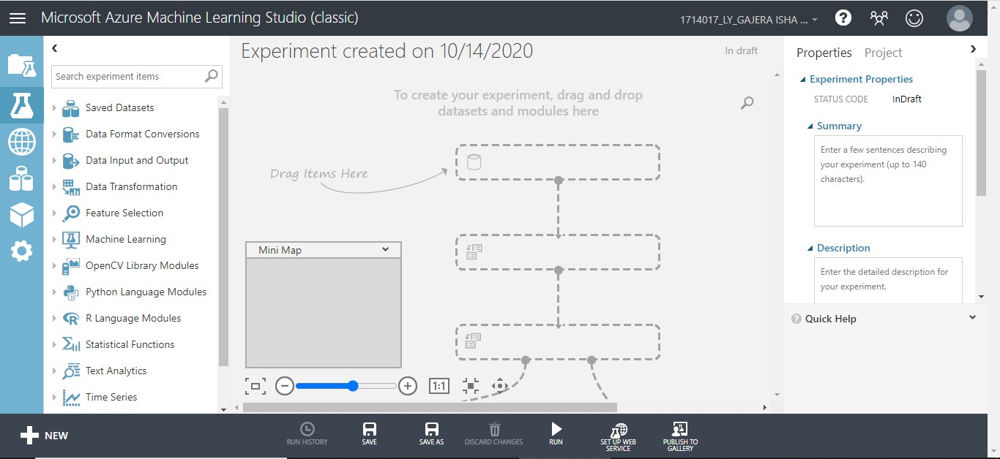 Microsoft Azure Machine Learning Studio (classic)
1714017_LY_GAJERA ISHA ...
?
Search experiment items
Saved Datasets
Data Format Conversions
Data Input and Output
Data Transformation
Feature Selection
Machine Learning
OpenCV Library Modules
Python Language Modules
R Language Modules
Statistical Functions
Text Analytics
Time Series
Experiment created on 10/14/2020
In draft
To create your experiment, drag and drop
datasets and modules here
Drag Items Here
Mini Map
1:1
Properties
Project
Experiment Properties
STATUS CODE
InDraft
Summary
Enter a few sentences describing
your experiment (up to 140
characters).
Description
Enter the detailed description for
your experiment.
? Quick Help
NEW
RUN HISTORY
SAVE
SAVE AS
DISCARD CHANGES
RUN
SET UP WEB
SERVICE
PUBLISH TO
GALLERY